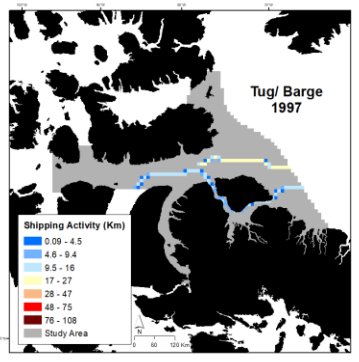 Tug/ Barge
1997
Shipping Activity (Km)
0.09 - 4.5
4.6 - 9.4
9.5 - 16
17 - 27
28 - 47
48 - 75
76 - 108
Study Area
N
0 30 60 120 Km